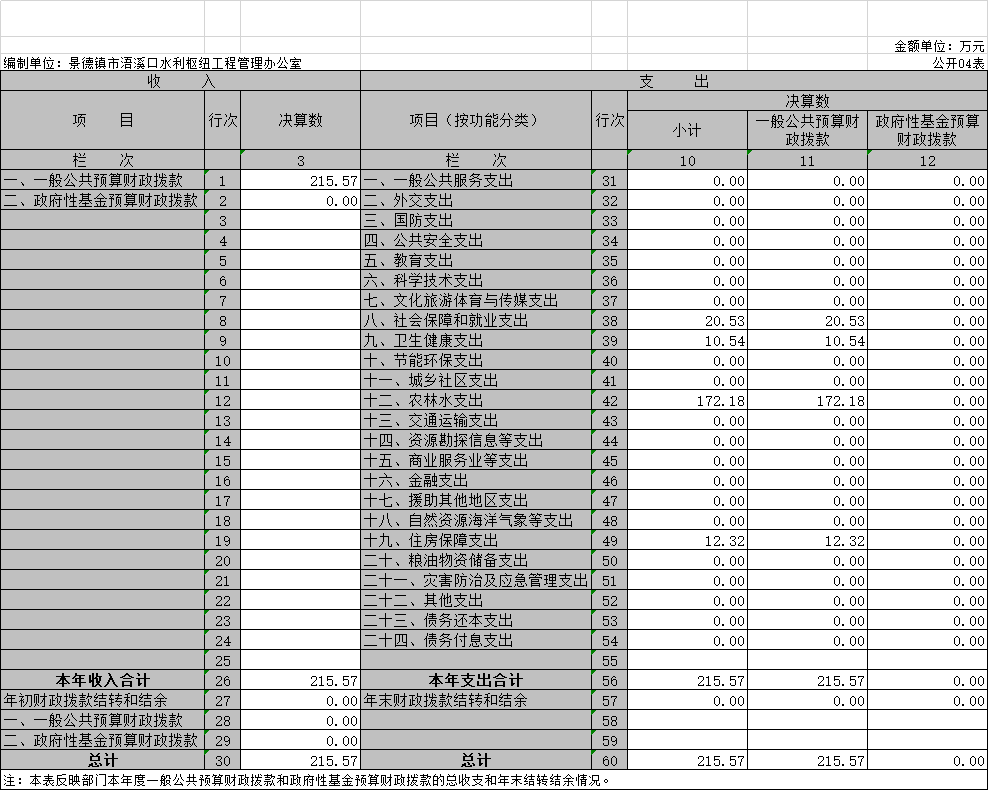 金额单位：万元
编制单位：景德镇市浯溪口水利枢纽工程管理办公室 公开04表
收 入 支 出
项 目 行次 决算数 项目（按功能分类） 行次 决算数
小计 一般公共预算财政拨款 政府性基金预算财政拨款
栏 次 3 栏 次 10 11 12
一、一般公共预算财政拨款 1 215.57 一、一般公共服务支出 31 0.00 0.00 0.00
二、政府性基金预算财政拨款 2 0.00 二、外交支出 32 0.00 0.00 0.00
3 三、国防支出 33 0.00 0.00 0.00
4 四、公共安全支出 34 0.00 0.00 0.00
5 五、教育支出 35 0.00 0.00 0.00
6 六、科学技术支出 36 0.00 0.00 0.00
7 七、文化旅游体育与传媒支出 37 0.00 0.00 0.00
8 八、社会保障和就业支出 38 20.53 20.53 0.00
9 九、卫生健康支出 39 10.54 10.54 0.00
10 十、节能环保支出 40 0.00 0.00 0.00
11 十一、城乡社区支出 41 0.00 0.00 0.00
12 十二、农林水支出 42 172.18 172.18 0.00
13 十三、交通运输支出 43 0.00 0.00 0.00
14 十四、资源勘探信息等支出 44 0.00 0.00 0.00
15 十五、商业服务业等支出 45 0.00 0.00 0.00
16 十六、金融支出 46 0.00 0.00 0.00
17 十七、援助其他地区支出 47 0.00 0.00 0.00
18 十八、自然资源海洋气象等支出 48 0.00 0.00 0.00
19 十九、住房保障支出 49 12.32 12.32 0.00
20 二十、粮油物资储备支出 50 0.00 0.00 0.00
21 二十一、灾害防治及应急管理支出 51 0.00 0.00 0.00
22 二十二、其他支出 52 0.00 0.00 0.00
23 二十三、债务还本支出 53 0.00 0.00 0.00
24 二十四、债务付息支出 54 0.00 0.00 0.00
25 55
本年收入合计 26 215.57 本年支出合计 56 215.57 215.57 0.00
年初财政拨款结转和结余 27 0.00 年末财政拨款结转和结余 57 0.00 0.00 0.00
一、一般公共预算财政拨款 28 0.00 58
二、政府性基金预算财政拨款 29 0.00 59
总计 30 215.57 总计 60 215.57 215.57 0.00
注：本表反映部门本年度一般公共预算财政拨款和政府性基金预算财政拨款的总收支和年末结转结余情况。